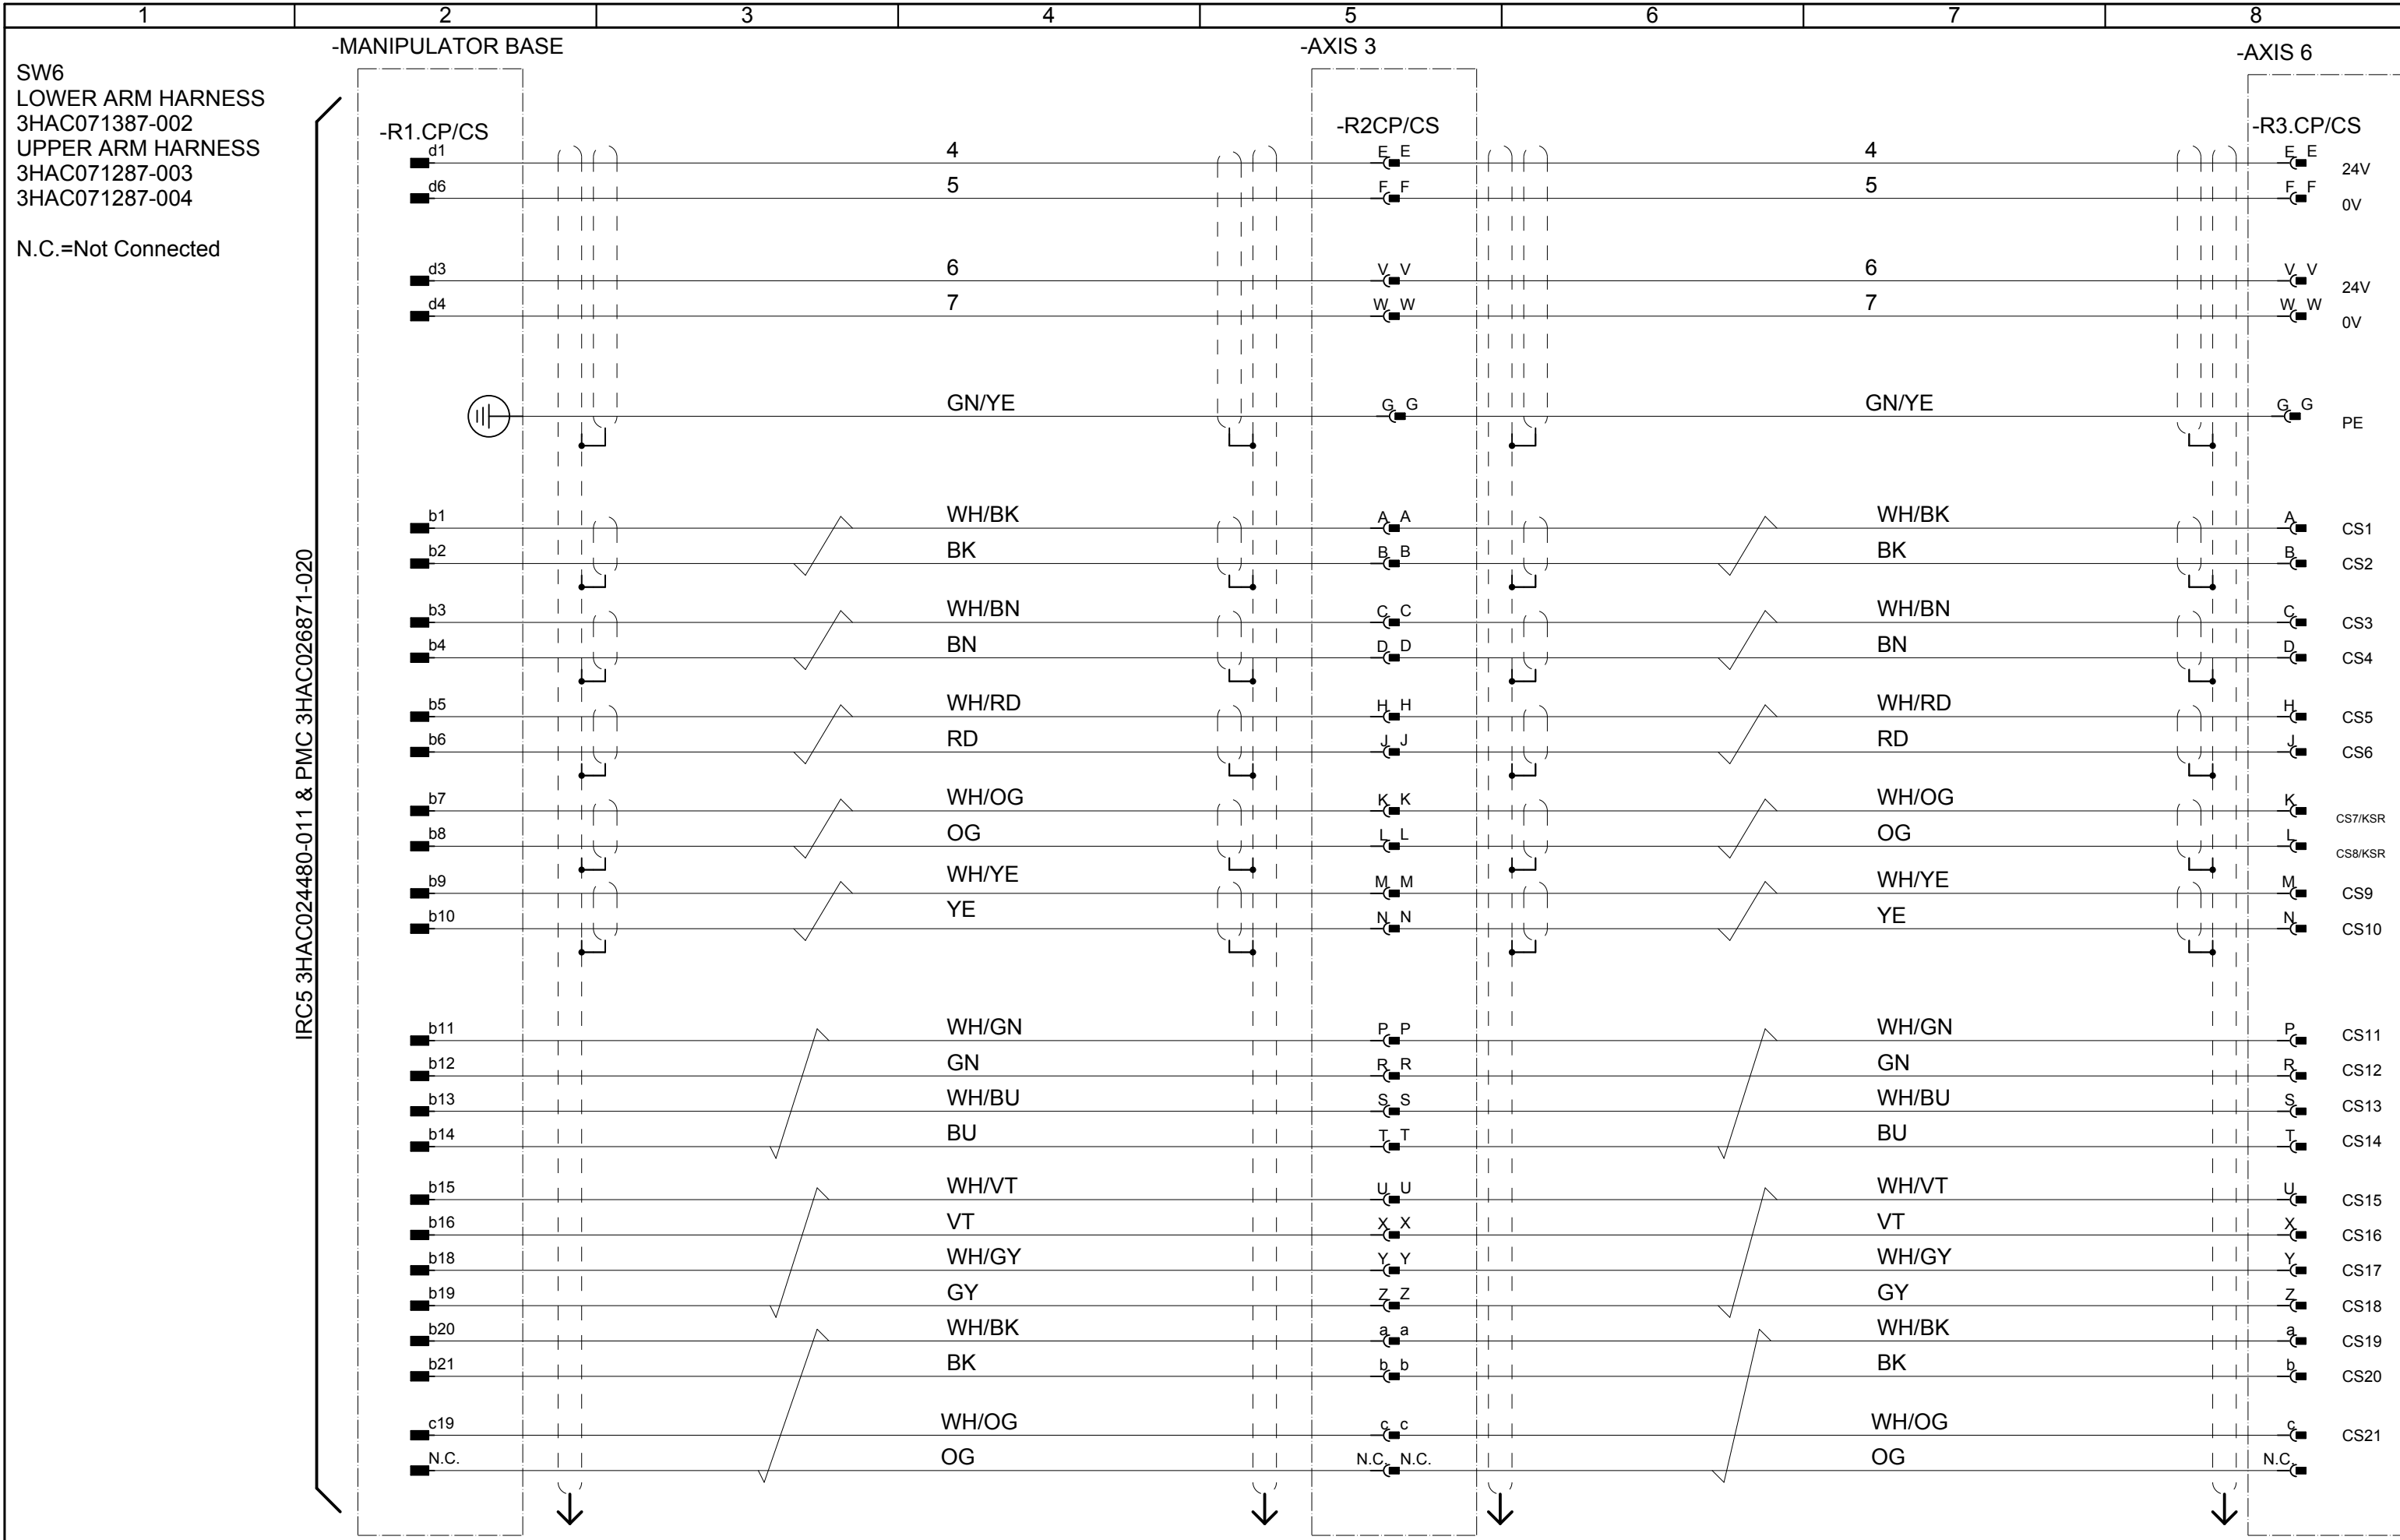 1 2 3 4 5 6 7 8
-MANIPULATOR BASE -AXIS 3 -AXIS 6
SW6
LOWER ARM HARNESS
3HAC071387-002
UPPER ARM HARNESS
3HAC071287-003
3HAC071287-004
N.C.=Not Connected
IRC5 3HAC024480-011 & PMC 3HAC026871-020
-R1.CP/CS -R2CP/CS -R3.CP/CS
d1 4 E E 4 E E 24V
d6 5 F F 5 F F 0V
d3 6 V V 6 V V 24V
d4 7 W W 7 W W 0V
GN/YE G G GN/YE G G PE
b1 WH/BK A A WH/BK A CS1
b2 BK B B BK B CS2
b3 WH/BN C C WH/BN C CS3
b4 BN D D BN D CS4
b5 WH/RD H H WH/RD H CS5
b6 RD J J RD J CS6
b7 WH/OG K K WH/OG K CS7/KSR
b8 OG L L OG L CS8/KSR
b9 WH/YE M M WH/YE M CS9
b10 YE N N YE N CS10
b11 WH/GN P P WH/GN P CS11
b12 GN R R GN R CS12
b13 WH/BU S S WH/BU S CS13
b14 BU T T BU T CS14
b15 WH/VT U U WH/VT U CS15
b16 VT X X VT X CS16
b18 WH/GY Y Y WH/GY Y CS17
b19 GY Z Z GY Z CS18
b20 WH/BK a a WH/BK a CS19
b21 BK b b BK b CS20
c19 WH/OG c c WH/OG c CS21
N.C. OG N.C. N.C. OG N.C.